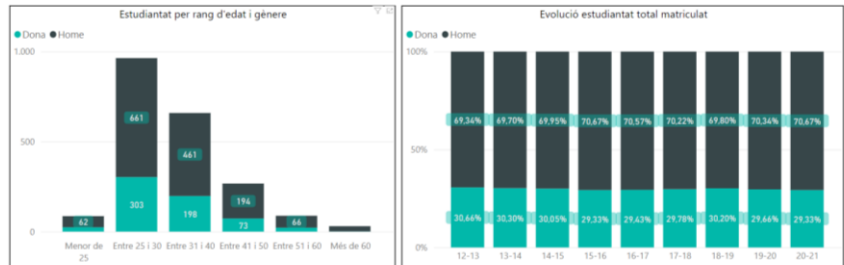 Estudiantat per rang d'edat i gènere
Dona Home
1.000
500
0
62
661
303
461
198
194
73
66
Menor de 25
Entre 25 i 30
Entre 31 i 40
Entre 41 i 50
Entre 51 i 60
Més de 60
Evolució estudiantat total matriculat
Dona Home
100%
50%
0%
69,34% 69,70% 69,95% 70,67% 70,57% 70,22% 69,80% 70,34% 70,67%
30,66% 30,30% 30,05% 29,33% 29,43% 29,78% 30,20% 29,66% 29,33%
12-13 13-14 14-15 15-16 16-17 17-18 18-19 19-20 20-21